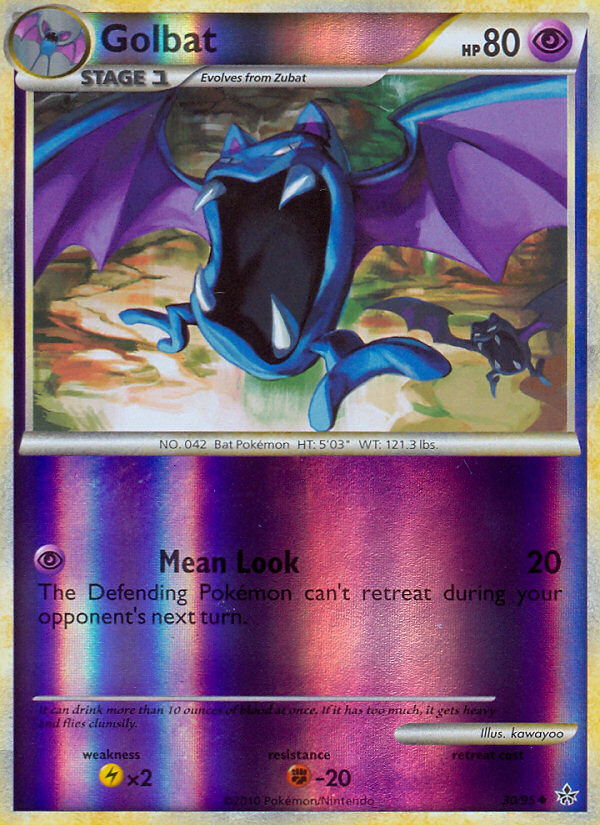 Golbat HP 80
STAGE 1 Evolves from Zubat
NO. 042 Bat Pokémon HT: 5'03" WT: 121.3 lbs.
Mean Look 20
The Defending Pokémon can't retreat during your
opponent's next turn.
It can drink more than 10 ounces of blood at once. If it has too much, it gets heavy
and flies clumsily.
Illus. kawayoo
weakness resistance retreat cost
×2 -20
©2010 Pokémon/Nintendo 30/95